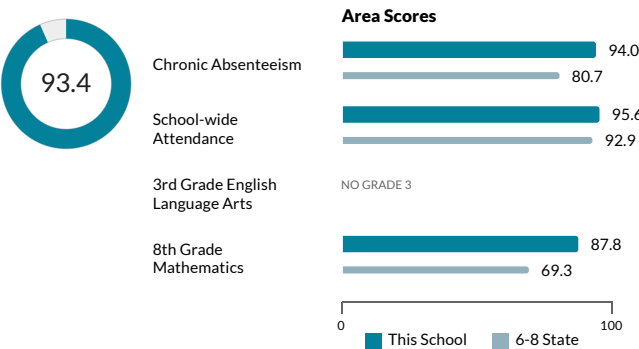 Area Scores
93.4
Chronic Absenteeism
94.0
80.7
School-wide
Attendance
95.6
92.9
3rd Grade English
Language Arts
NO GRADE 3
8th Grade
Mathematics
87.8
69.3
0
100
This School
6-8 State